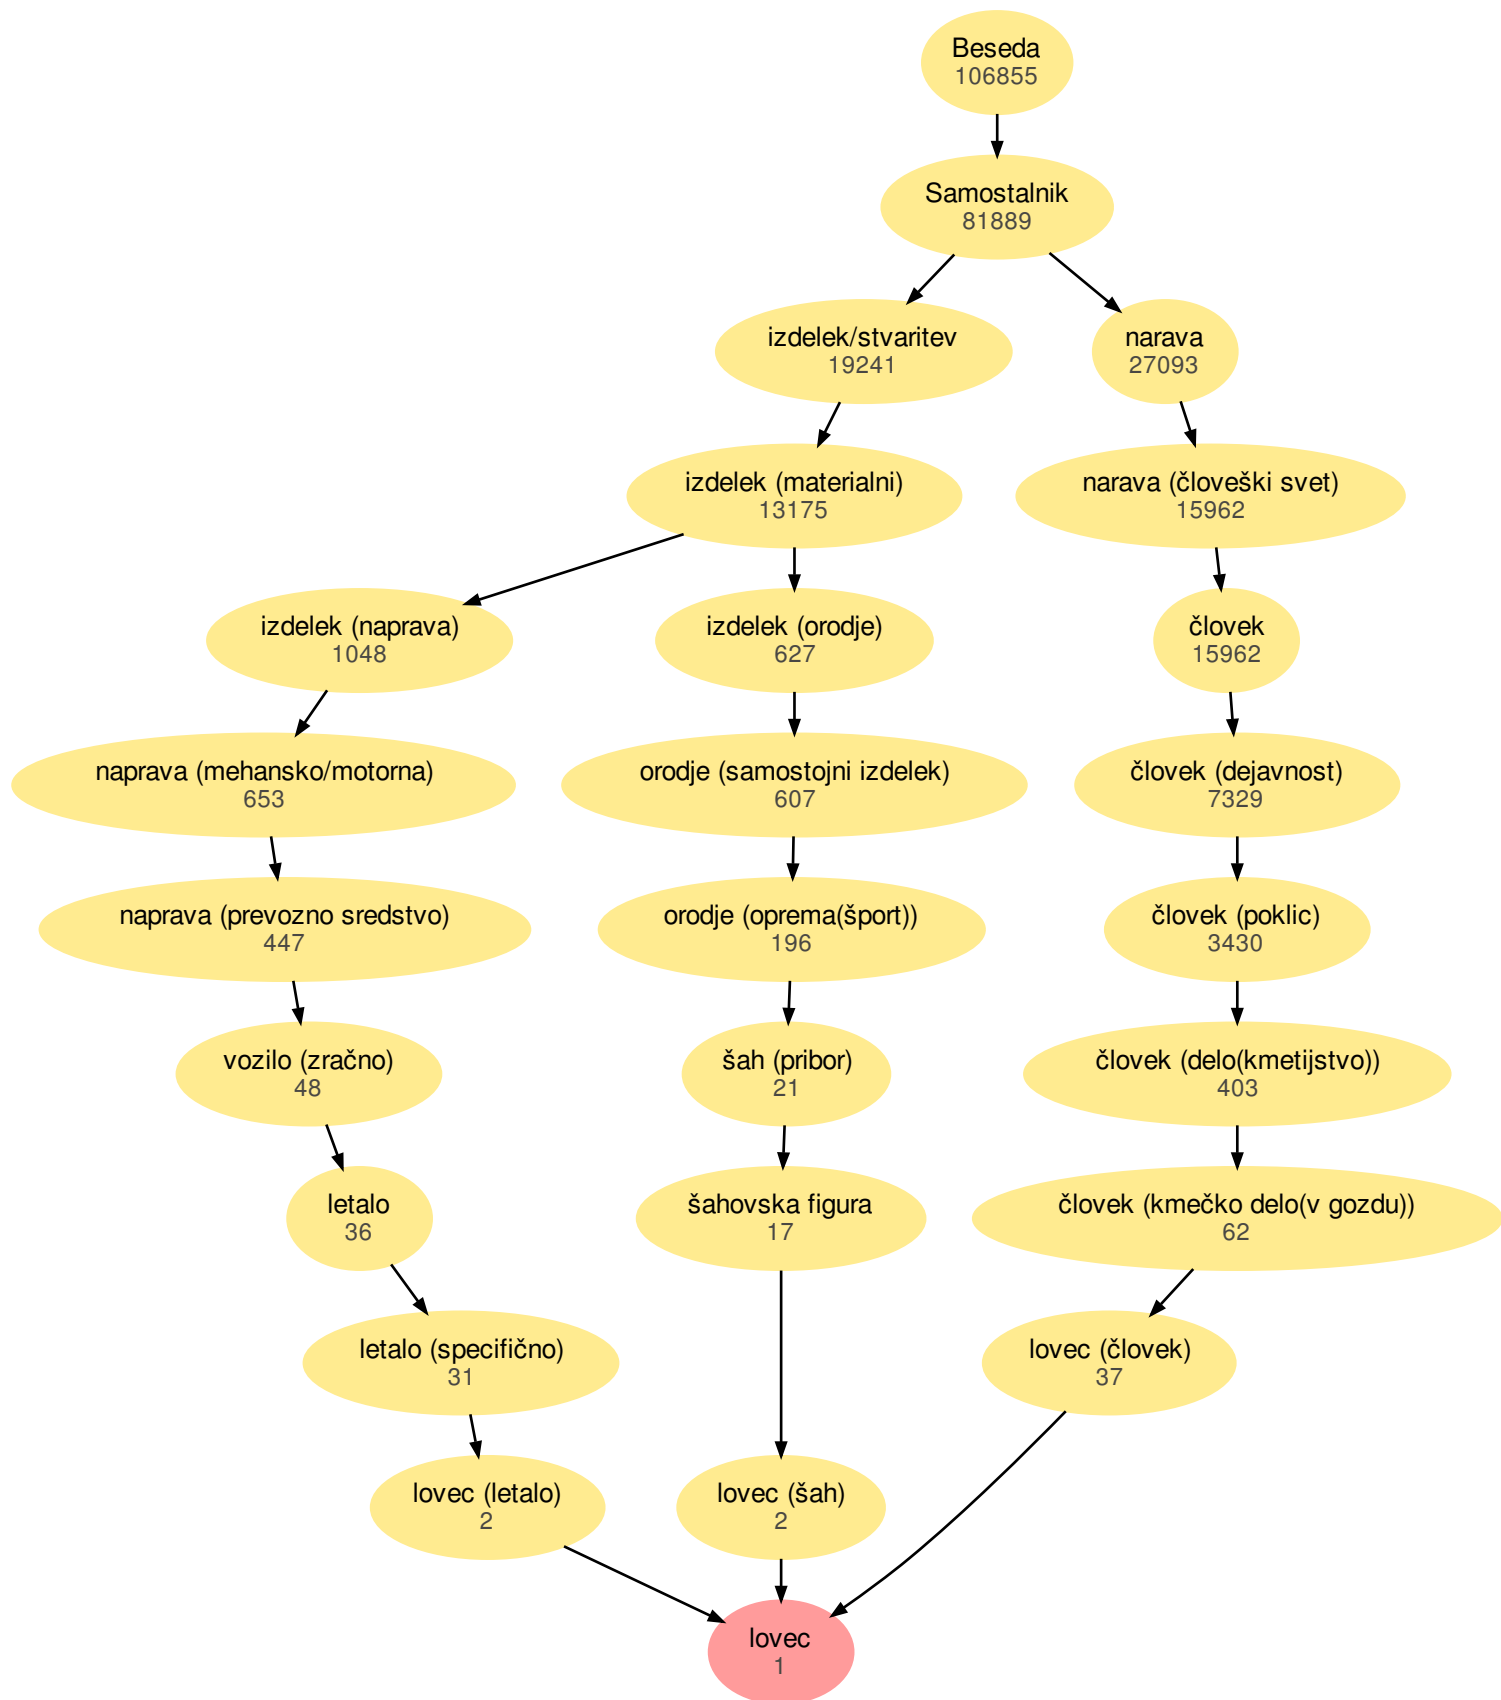 Beseda
106855
Samostalnik
81889
izdelek/stvaritev
19241
narava
27093
izdelek (materialni)
13175
narava (človeški svet)
15962
izdelek (naprava)
1048
izdelek (orodje)
627
človek
15962
naprava (mehansko/motorna)
653
orodje (samostojni izdelek)
607
človek (dejavnost)
7329
naprava (prevozno sredstvo)
447
orodje (oprema(šport))
196
človek (poklic)
3430
vozilo (zračno)
48
šah (pribor)
21
človek (delo(kmetijstvo))
403
letalo
36
šahovska figura
17
človek (kmečko delo(v gozdu))
62
letalo (specifično)
31
lovec (človek)
37
lovec (letalo)
2
lovec (šah)
2
lovec
1